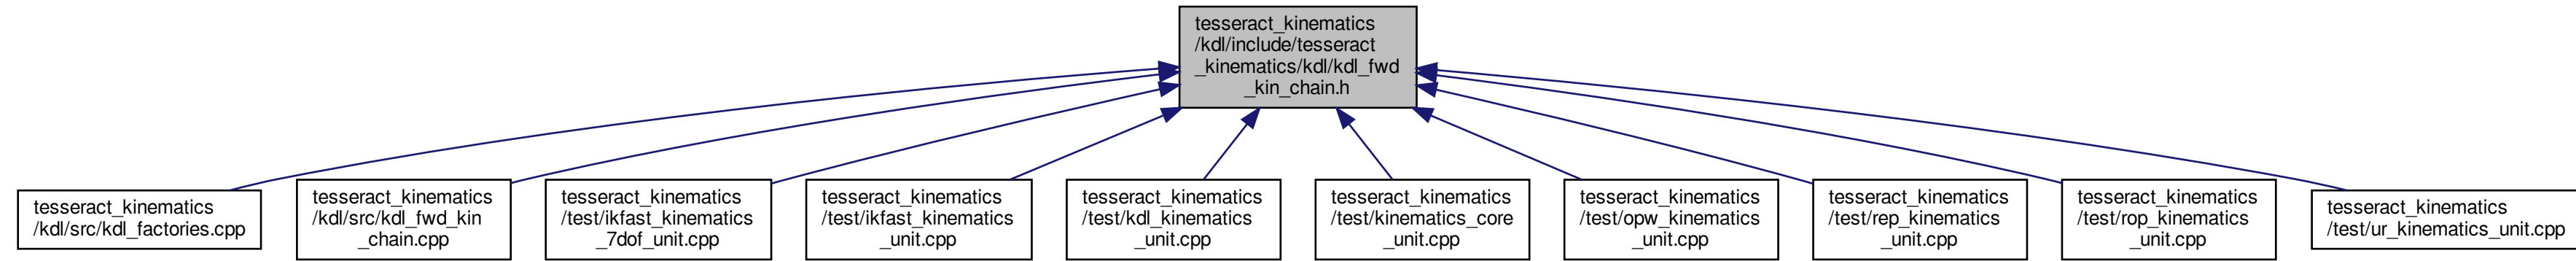 tesseract_kinematics
/kdl/include/tesseract
_kinematics/kdl/kdl_fwd
_kin_chain.h
tesseract_kinematics
/kdl/src/kdl_factories.cpp
tesseract_kinematics
/kdl/src/kdl_fwd_kin
_chain.cpp
tesseract_kinematics
/test/ikfast_kinematics
_7dof_unit.cpp
tesseract_kinematics
/test/ikfast_kinematics
_unit.cpp
tesseract_kinematics
/test/kdl_kinematics
_unit.cpp
tesseract_kinematics
/test/kinematics_core
_unit.cpp
tesseract_kinematics
/test/opw_kinematics
_unit.cpp
tesseract_kinematics
/test/rep_kinematics
_unit.cpp
tesseract_kinematics
/test/rop_kinematics
_unit.cpp
tesseract_kinematics
/test/ur_kinematics_unit.cpp